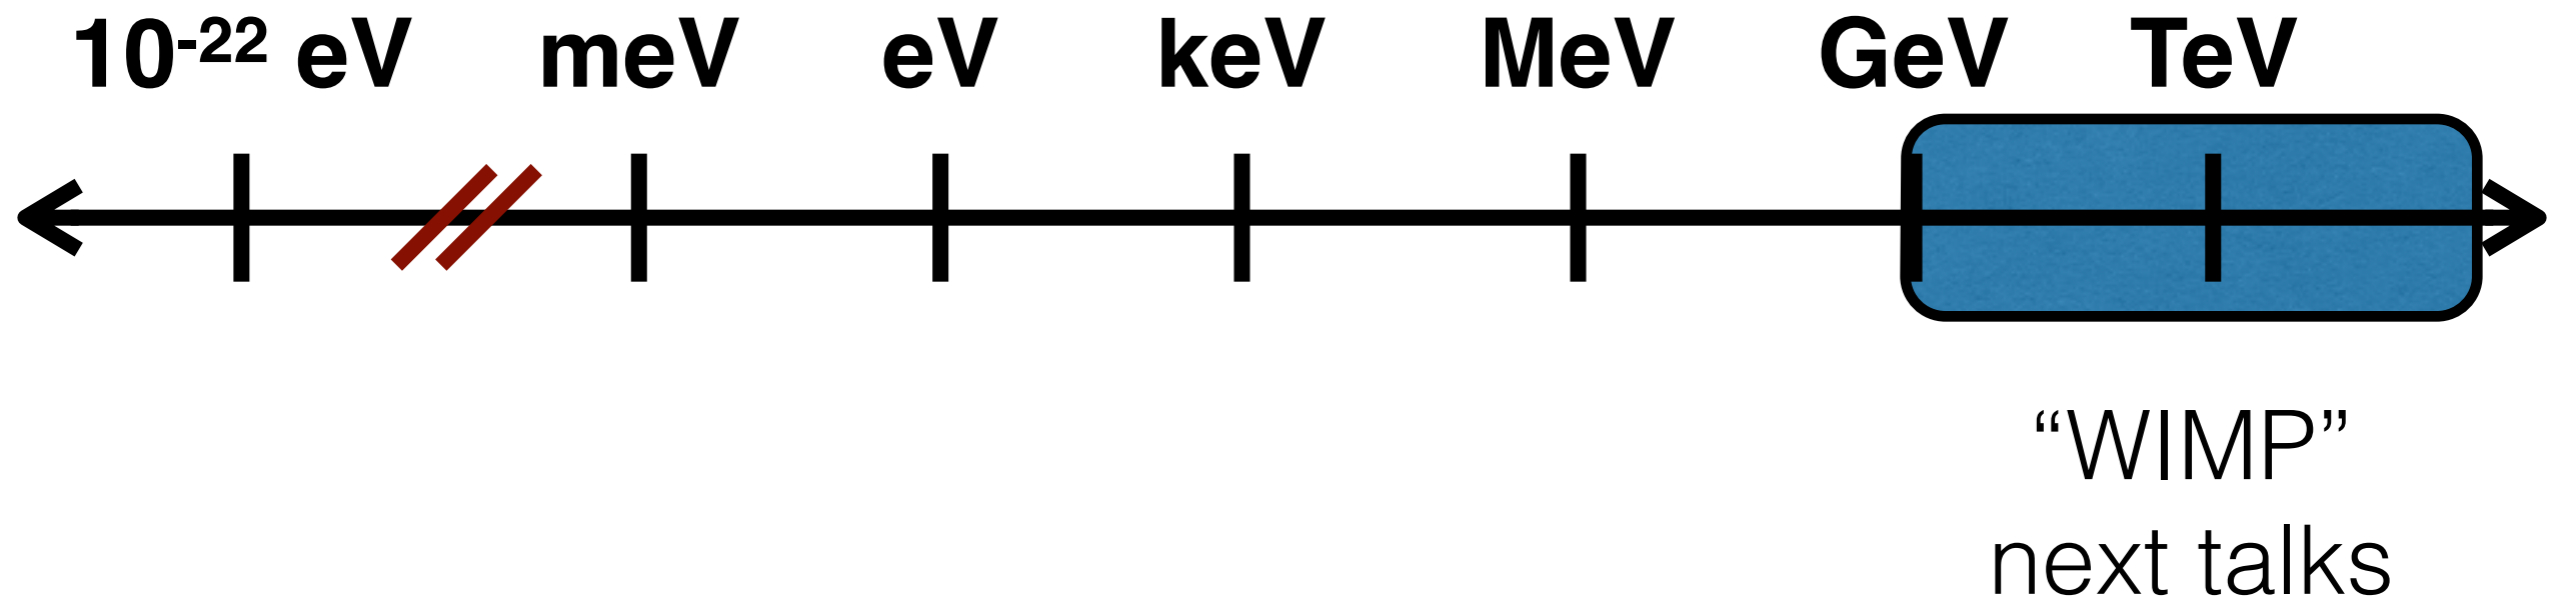 10⁻²² eV meV eV keV MeV GeV TeV
“WIMP”
next talks